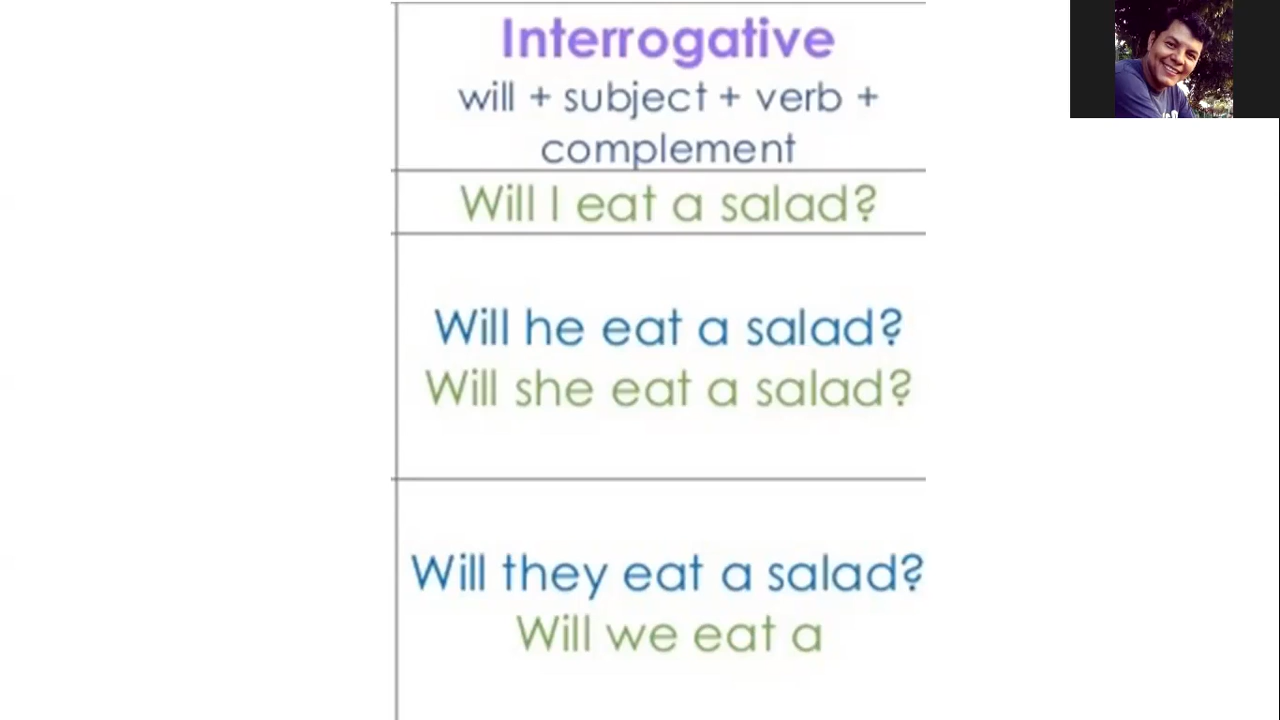 Interrogative
will + subject + verb +
complement
Will I eat a salad?
Will he eat a salad?
Will she eat a salad?
Will they eat a salad?
Will we eat a